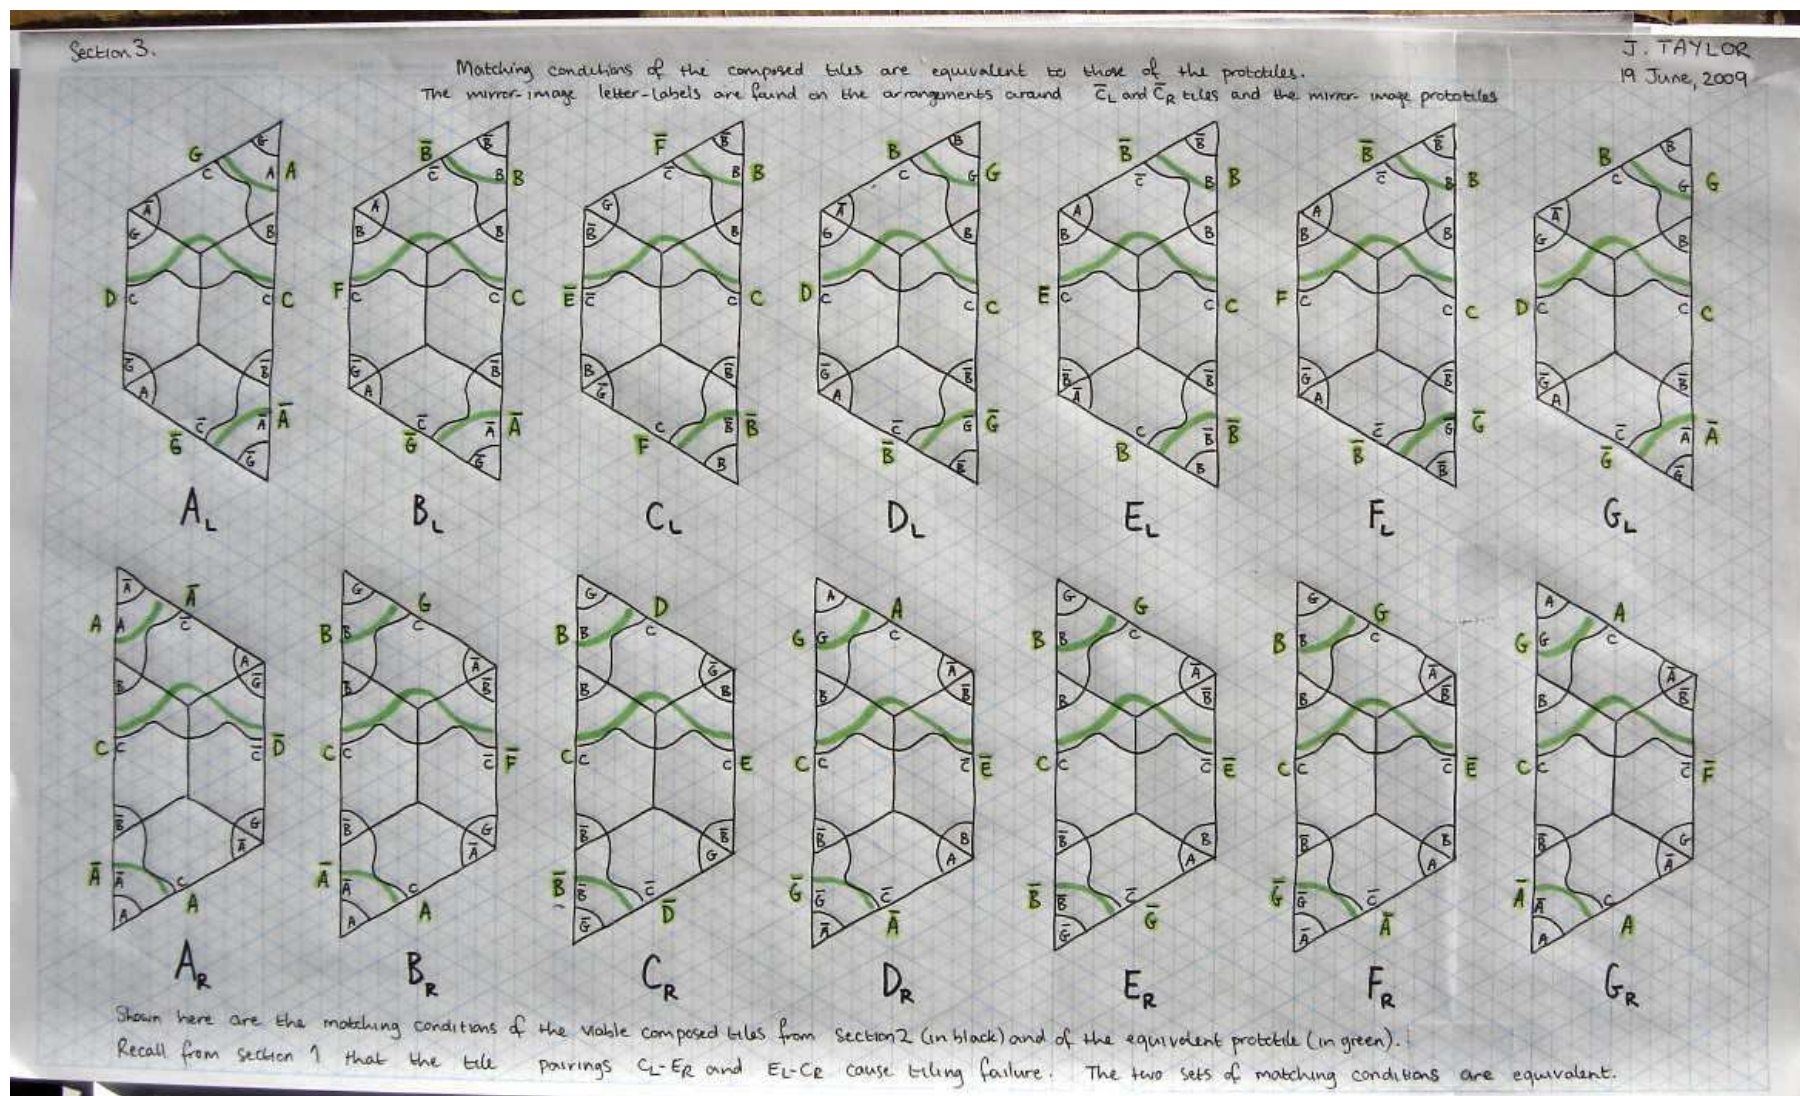 Section 3.
J. TAYLOR
19 June, 2009
Matching conditions of the composed tiles are equivalent to those of the prototiles.
The mirror-image letter-labels are found on the arrangements around C̅L and C̅R tiles and the mirror-image prototiles
G B̅ F̅ B B̅ B̅ B
G B̅ B̅ B B̅ B̅ B
C A A C̅ B B C̅ B B C G G C̅ B B C̅ B B C G G
A̅ A G A̅ A A A̅
G B B B B̅ B G B B B B B G B
D C C C F C C C E̅ C̅ C C D C C C E C C C F C C C D C C C
G̅ B̅ G̅ B̅ B B̅ G̅ B̅ B̅ B̅ G̅ B̅ G̅ B̅
A A G̅ A A̅ A A
C̅ A̅ A̅ C̅ A̅ A̅ C B̅ B̅ C̅ G̅ G̅ C B̅ B̅ C̅ G̅ G̅ C̅ A̅ A̅
G̅ G̅ F B̅ B B̅ G̅
G̅ G̅ B B̅ B B̅ G̅
AL BL CL DL EL FL GL
A̅ G G A G G A
A̅ G D A G G A
A A C̅ B B C B B C G G C B B C B B C G G C
A A̅ G̅ A̅ A̅ A̅ A̅
B G̅ B B̅ B B B B̅ B B̅ B B̅ B B̅
C C C̅ D̅ C C C̅ F̅ C C C E C C C̅ E̅ C C C̅ E̅ C C C̅ E̅ C C C̅ F̅
B̅ G B̅ G B̅ B̅ B̅ B B̅ B B̅ B B̅ G
A̅ A̅ G A A A A̅
A̅ A̅ C A̅ A̅ C B̅ B̅ C̅ G̅ G̅ C̅ B̅ B̅ C̅ G̅ G̅ C̅ A̅ A̅ C
A A D̅ A̅ G̅ A̅ A
A A G̅ A̅ G̅ A̅ A
AR BR CR DR ER FR GR
Shown here are the matching conditions of the viable composed tiles from section 2 (in black) and of the equivalent prototile (in green).
Recall from section 1 that the tile pairings CL-ER and EL-CR cause tiling failure. The two sets of matching conditions are equivalent.